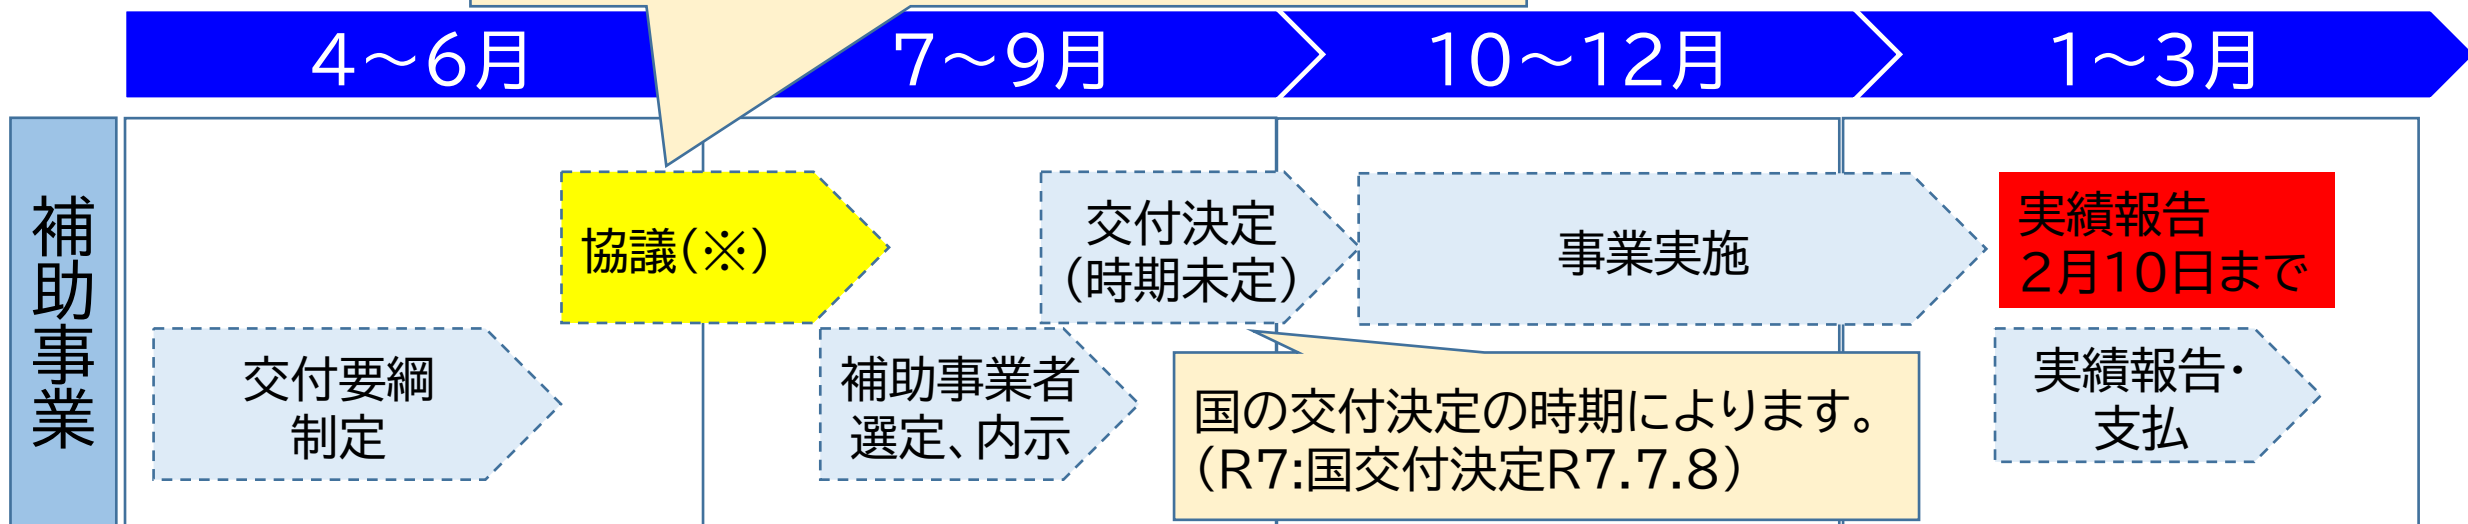 4～6月
7～9月
10～12月
1～3月
補助事業
協議(※)
交付決定
(時期未定)
事業実施
実績報告
2月10日まで
交付要綱
制定
補助事業者
選定、内示
国の交付決定の時期によります。
(R7:国交付決定R7.7.8)
実績報告・
支払